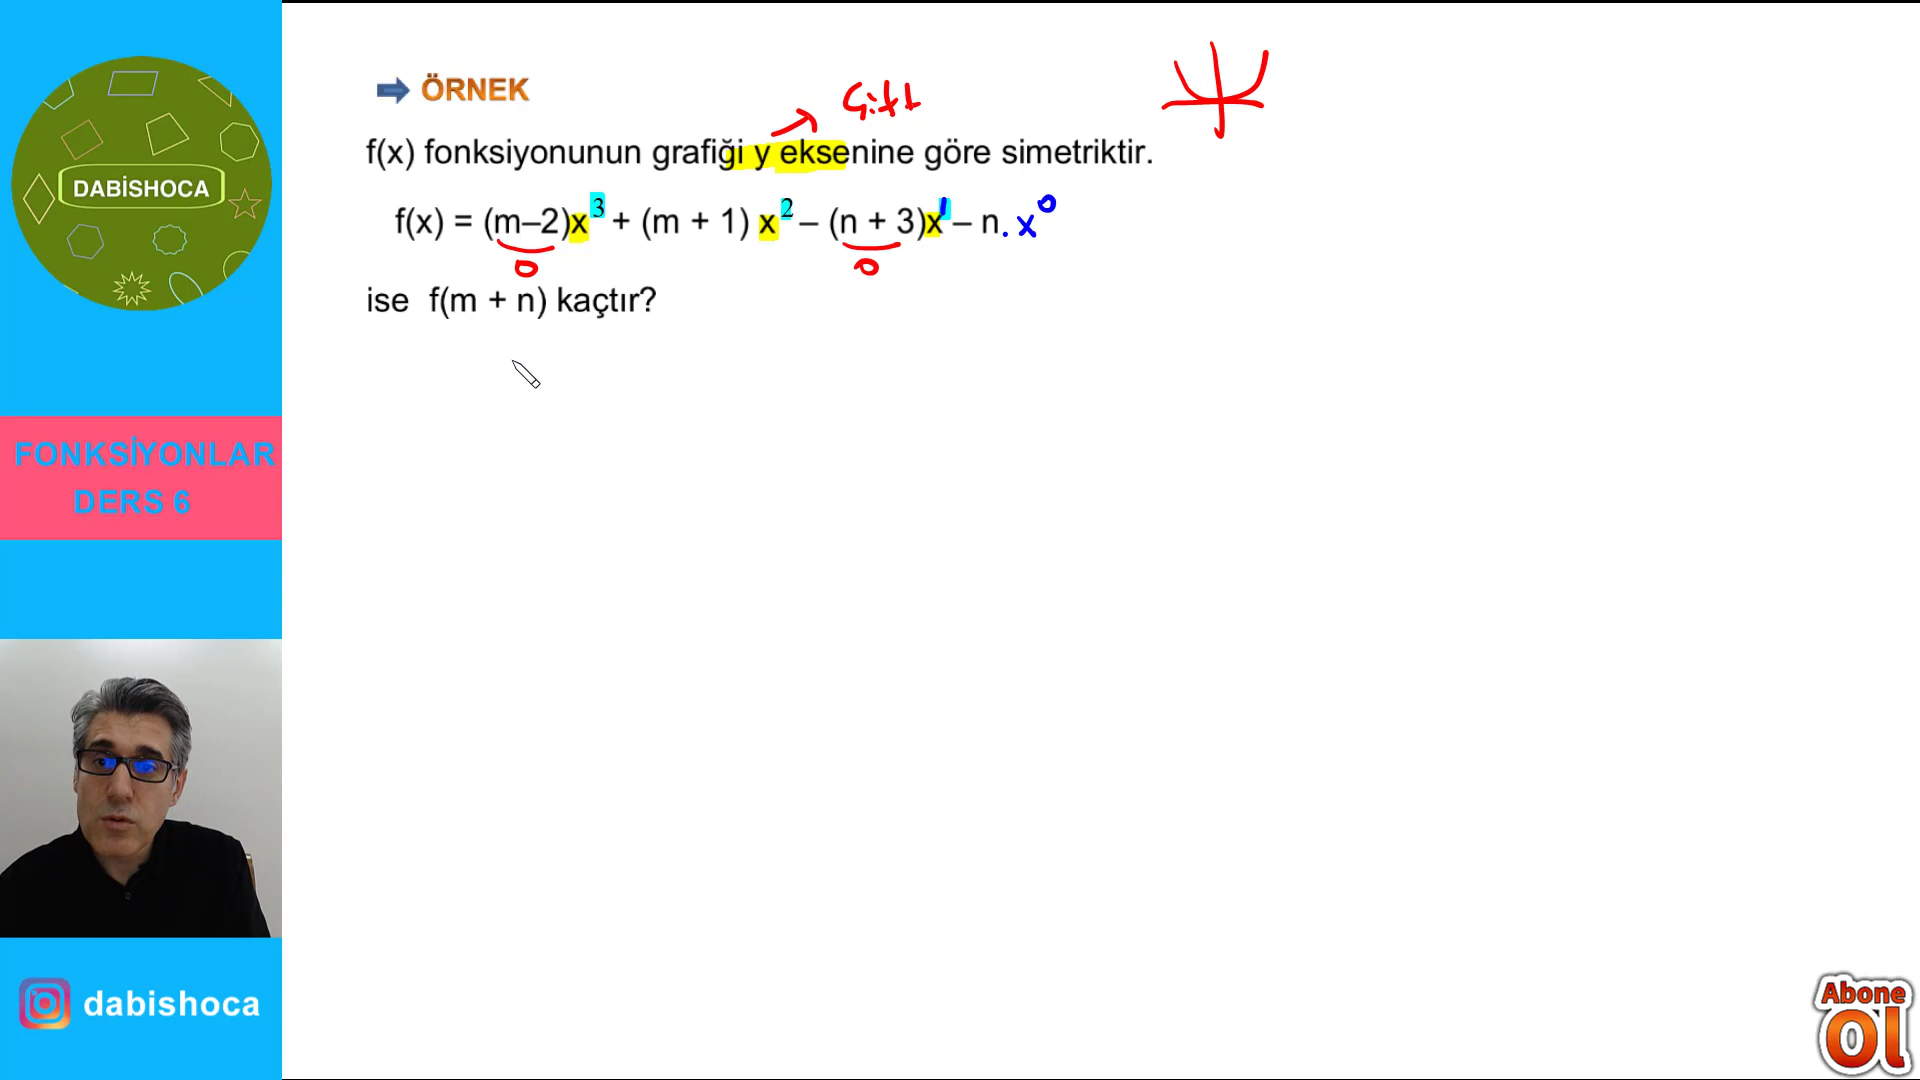 DABİSHOCA
FONKSİYONLAR
DERS 6
dabishoca
ÖRNEK
Çift
f(x) fonksiyonunun grafiği y eksenine göre simetriktir.
f(x) = (m–2)x³ + (m + 1) x² – (n + 3)x¹ – n . x⁰
0 0
ise f(m + n) kaçtır?
Abone
Ol